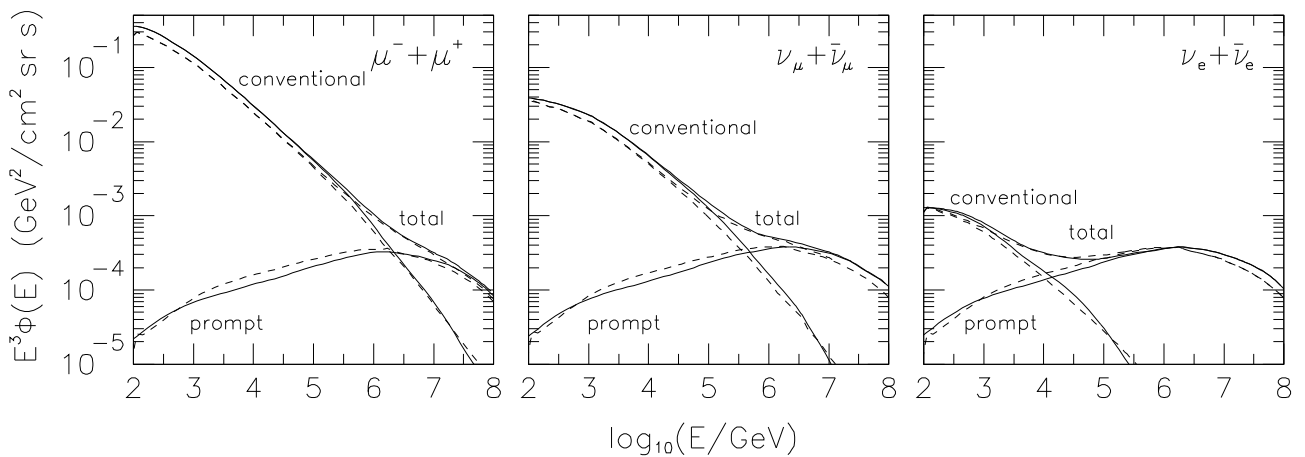 E³ϕ(E) (GeV²/cm² sr s)
10⁻¹
10⁻²
10⁻³
10⁻⁴
10⁻⁵
μ⁻+μ⁺
conventional
total
prompt
2 3 4 5 6 7 8
ν_μ+ν̄_μ
conventional
total
prompt
2 3 4 5 6 7 8
ν_e+ν̄_e
conventional
total
prompt
2 3 4 5 6 7 8
log₁₀(E/GeV)